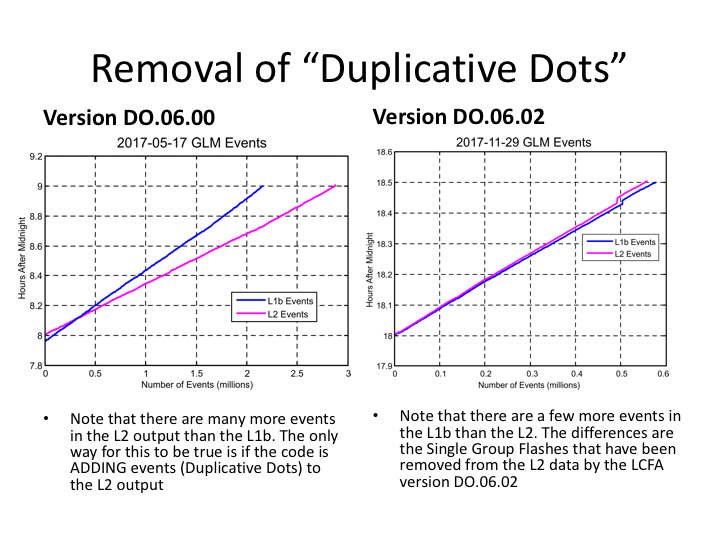 Removal of “Duplicative Dots”
Version DO.06.00
2017-05-17 GLM Events
9.2
9
8.8
8.6
8.4
8.2
8
7.8
Hours After Midnight
L1b Events
L2 Events
0 0.5 1 1.5 2 2.5 3
Number of Events (millions)
• Note that there are many more events
in the L2 output than the L1b. The only
way for this to be true is if the code is
ADDING events (Duplicative Dots) to
the L2 output
Version DO.06.02
2017-11-29 GLM Events
18.6
18.5
18.4
18.3
18.2
18.1
17.9
Hours After Midnight
L1b Events
L2 Events
0 0.1 0.2 0.3 0.4 0.5 0.6
Number of Events (millions)
• Note that there are a few more events in
the L1b than the L2. The differences are
the Single Group Flashes that have been
removed from the L2 data by the LCFA
version DO.06.02